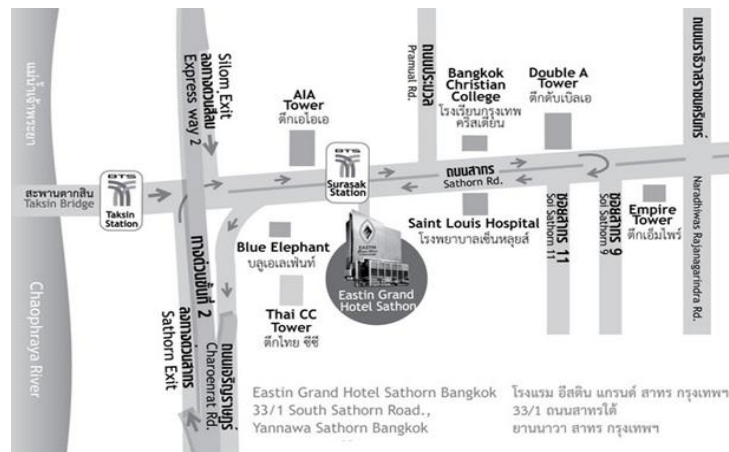 แม่น้ำเจ้าพระยา
Chaophraya River
สะพานตากสิน
Taksin Bridge
BTS
Taksin
Station
Silom Exit
ลงทางด่วนสีลม
Express way 2
ทางด่วนขั้นที่ 2
ลงทางด่วนสาทร
Sathorn Exit
ถนนเจริญราษฎร์
Charoenrat Rd.
AIA
Tower
ตึกเอไอเอ
BTS
Surasak
Station
ถนนประมวล
Pramual Rd.
Bangkok
Christian
College
โรงเรียนกรุงเทพ
คริสเตียน
Double A
Tower
ตึกดับเบิลเอ
ถนนนราธิวาสราชนครินทร์
Naradhiwas Rajanagarindra Rd.
ถนนสาทร
Sathorn Rd.
Blue Elephant
บลูเอเลเฟ่นท์
Thai CC
Tower
ตึกไทย ซีซี
EASTIN
Eastin Grand
Hotel Sathon
Saint Louis Hospital
โรงพยาบาลเซ็นหลุยส์
ซอยสาทร 11
Soi Sathorn 11
ซอยสาทร 9
Soi Sathorn 9
Empire
Tower
ตึกเอ็มไพร์
Eastin Grand Hotel Sathorn Bangkok
33/1 South Sathorn Road.,
Yannawa Sathorn Bangkok
โรงแรม อีสติน แกรนด์ สาทร กรุงเทพฯ
33/1 ถนนสาทรใต้
ยานนาวา สาทร กรุงเทพฯ